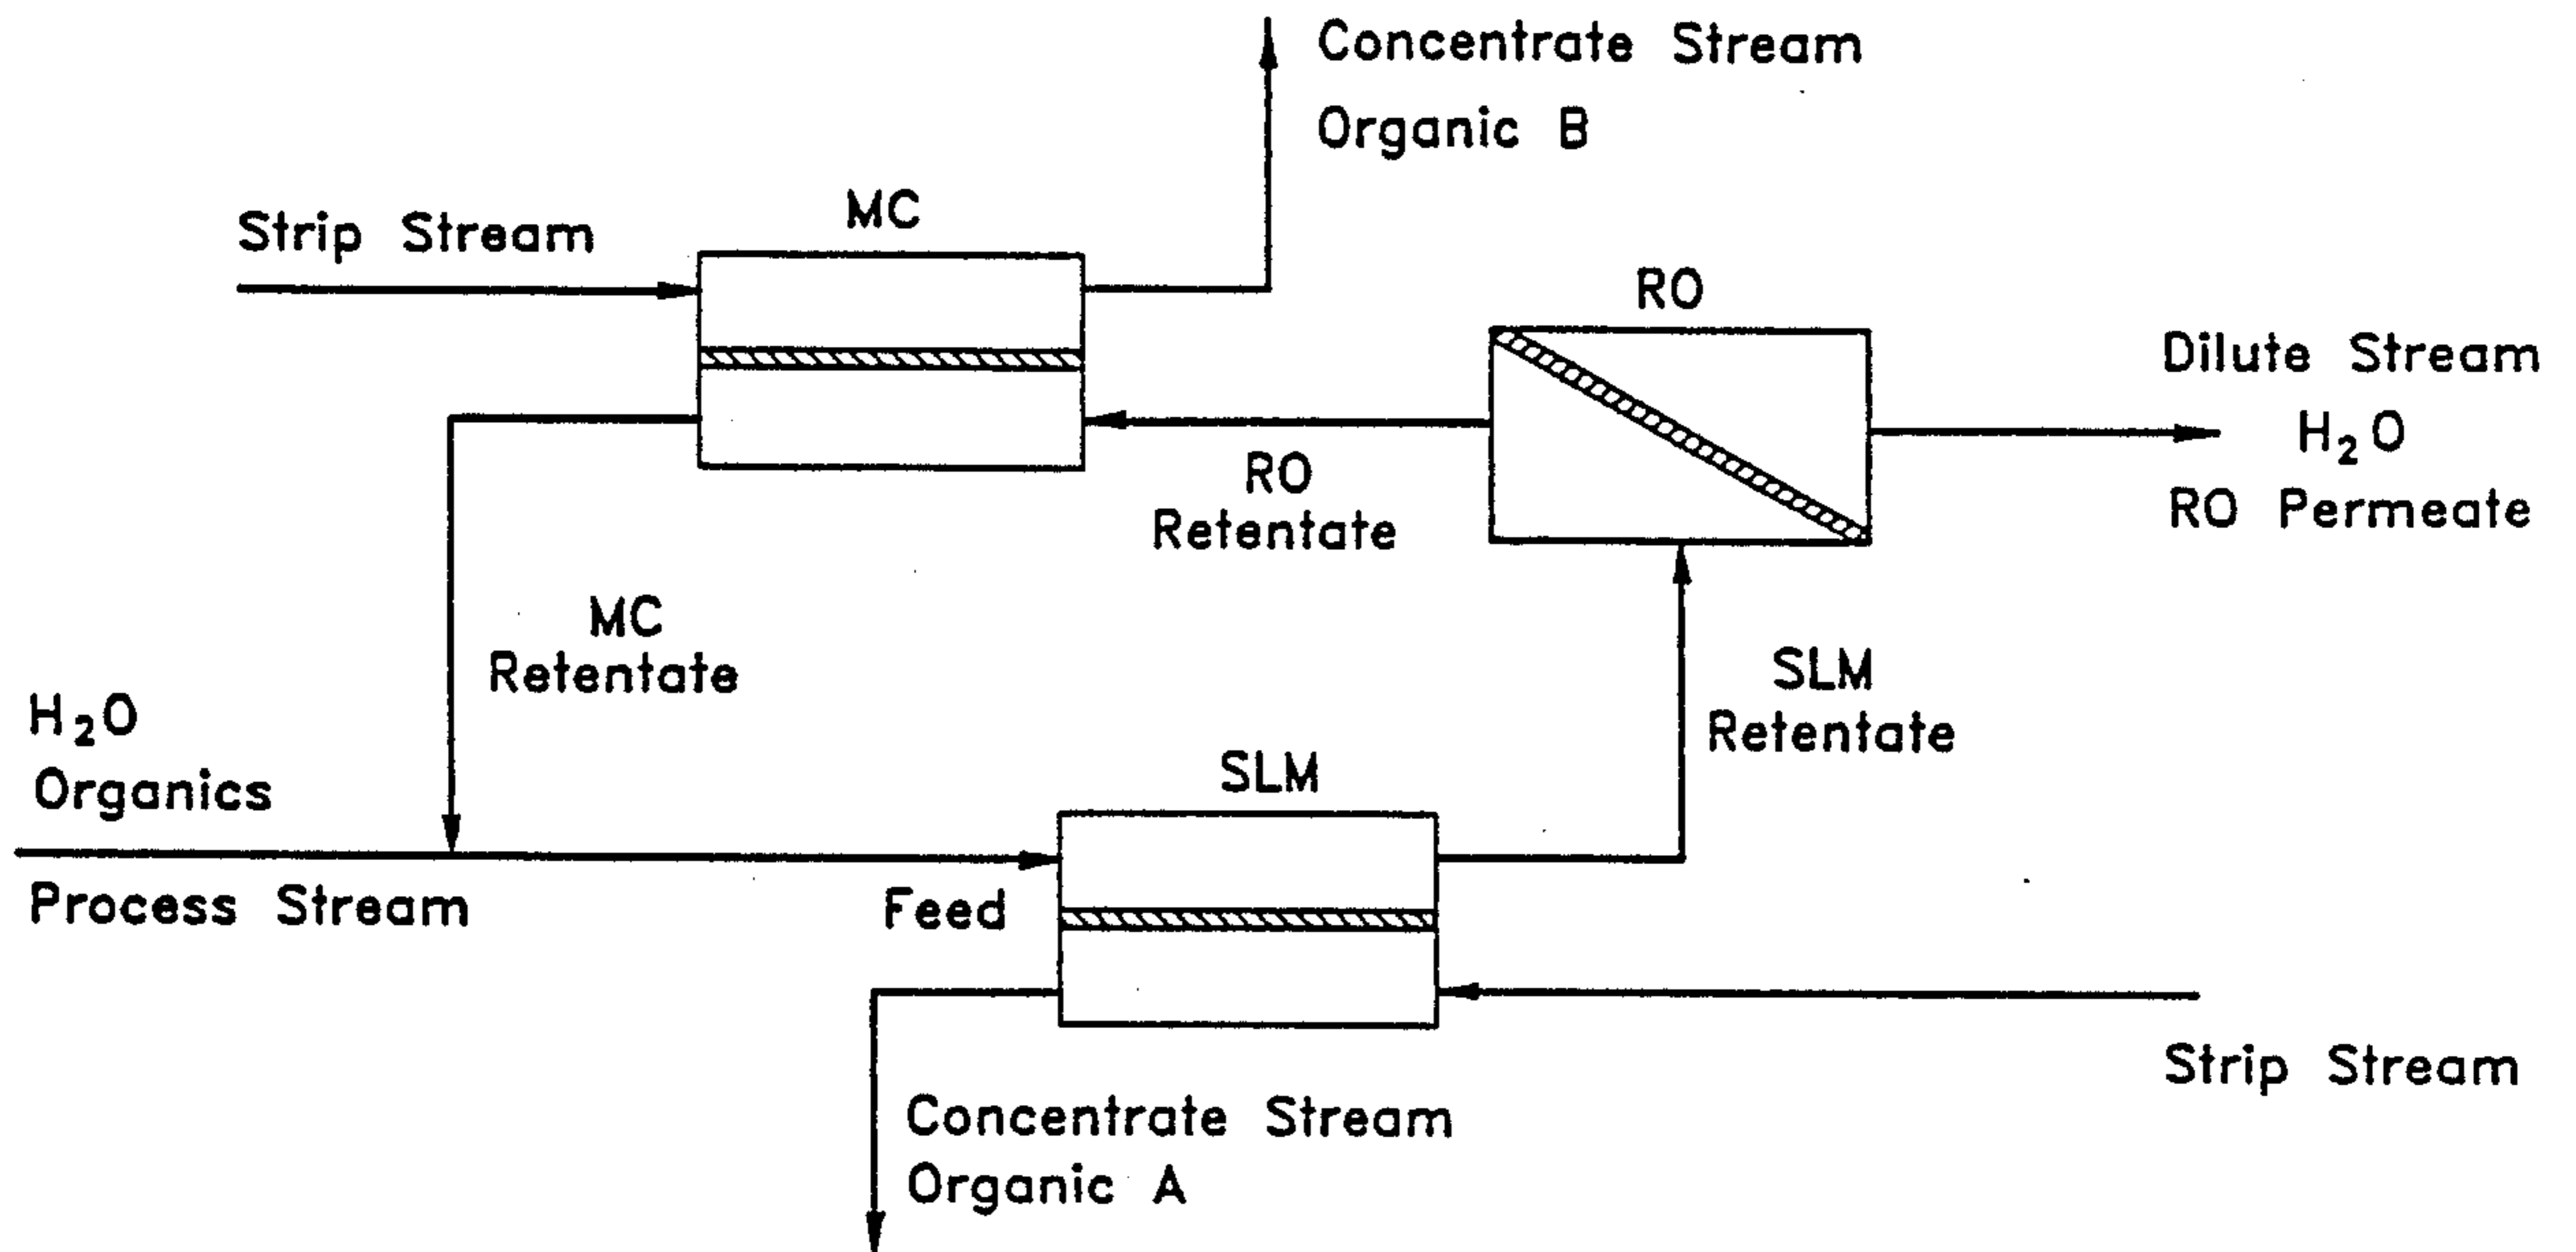 Concentrate Stream
Organic B
MC
Strip Stream
RO
Dilute Stream
H₂O
RO Permeate
RO
Retentate
MC
Retentate
SLM
Retentate
H₂O
Organics
SLM
Process Stream
Feed
Strip Stream
Concentrate Stream
Organic A